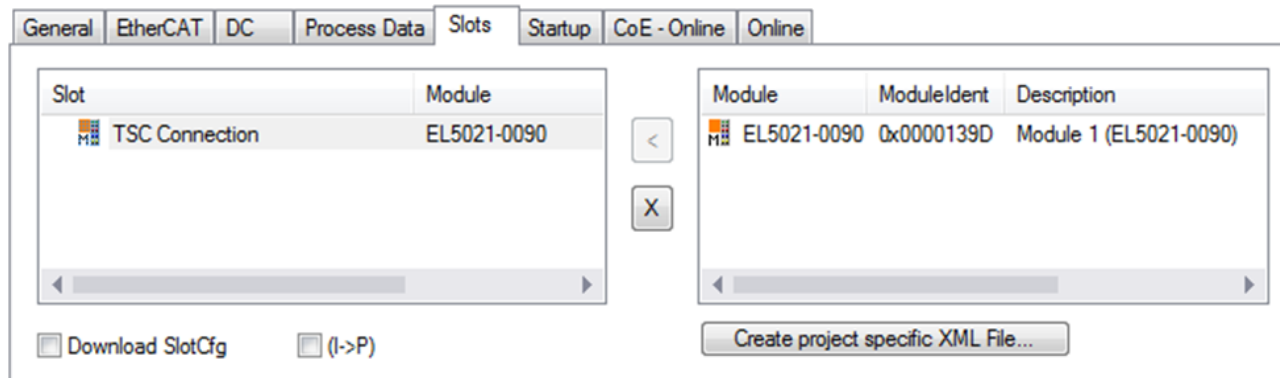 General EtherCAT DC Process Data Slots Startup CoE - Online Online
Slot Module
M TSC Connection EL5021-0090
<
X
Module ModuleIdent Description
M EL5021-0090 0x0000139D Module 1 (EL5021-0090)
Download SlotCfg (I->P)
Create project specific XML File...